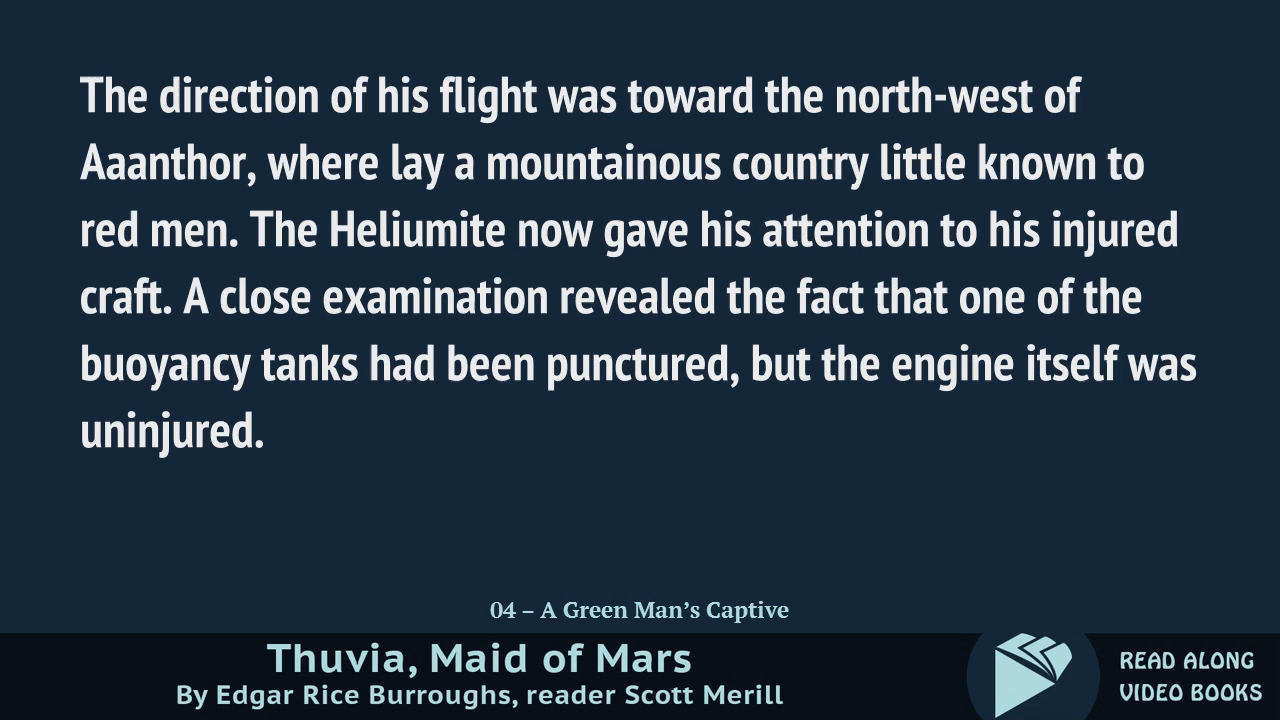 The direction of his flight was toward the north-west of
Aaanthor, where lay a mountainous country little known to
red men. The Heliumite now gave his attention to his injured
craft. A close examination revealed the fact that one of the
buoyancy tanks had been punctured, but the engine itself was
uninjured.
04 – A Green Man’s Captive
Thuvia, Maid of Mars
By Edgar Rice Burroughs, reader Scott Merill
READ ALONG
VIDEO BOOKS